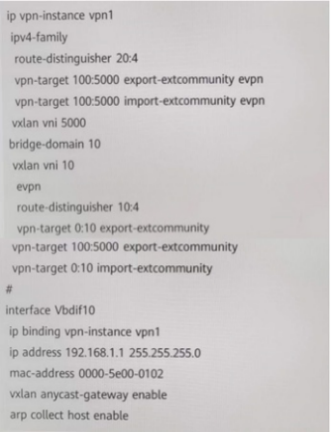 ip vpn-instance vpn1
ipv4-family
route-distinguisher 20:4
vpn-target 100:5000 export-extcommunity evpn
vpn-target 100:5000 import-extcommunity evpn
vxlan vni 5000
bridge-domain 10
vxlan vni 10
evpn
route-distinguisher 10:4
vpn-target 0:10 export-extcommunity
vpn-target 100:5000 export-extcommunity
vpn-target 0:10 import-extcommunity
#
interface Vbdif10
ip binding vpn-instance vpn1
ip address 192.168.1.1 255.255.255.0
mac-address 0000-5e00-0102
vxlan anycast-gateway enable
arp collect host enable